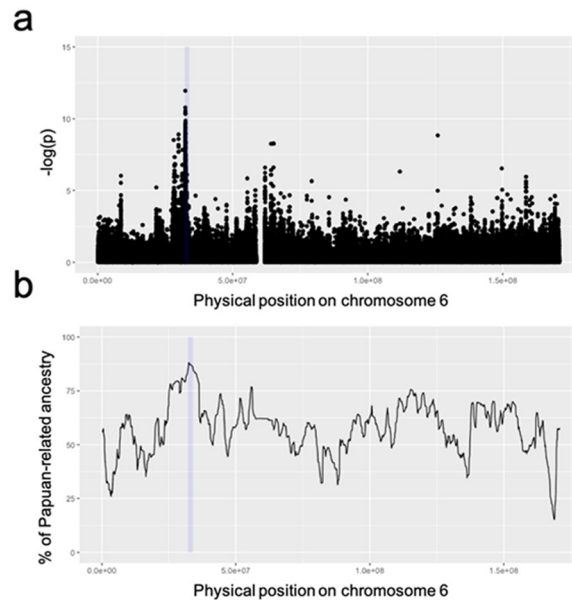 a
15
10
5
0
-log(p)
0.0e+00 5.0e+07 1.0e+08 1.5e+08
Physical position on chromosome 6
b
100
75
50
25
0
% of Papuan-related ancestry
0.0e+00 5.0e+07 1.0e+08 1.5e+08
Physical position on chromosome 6